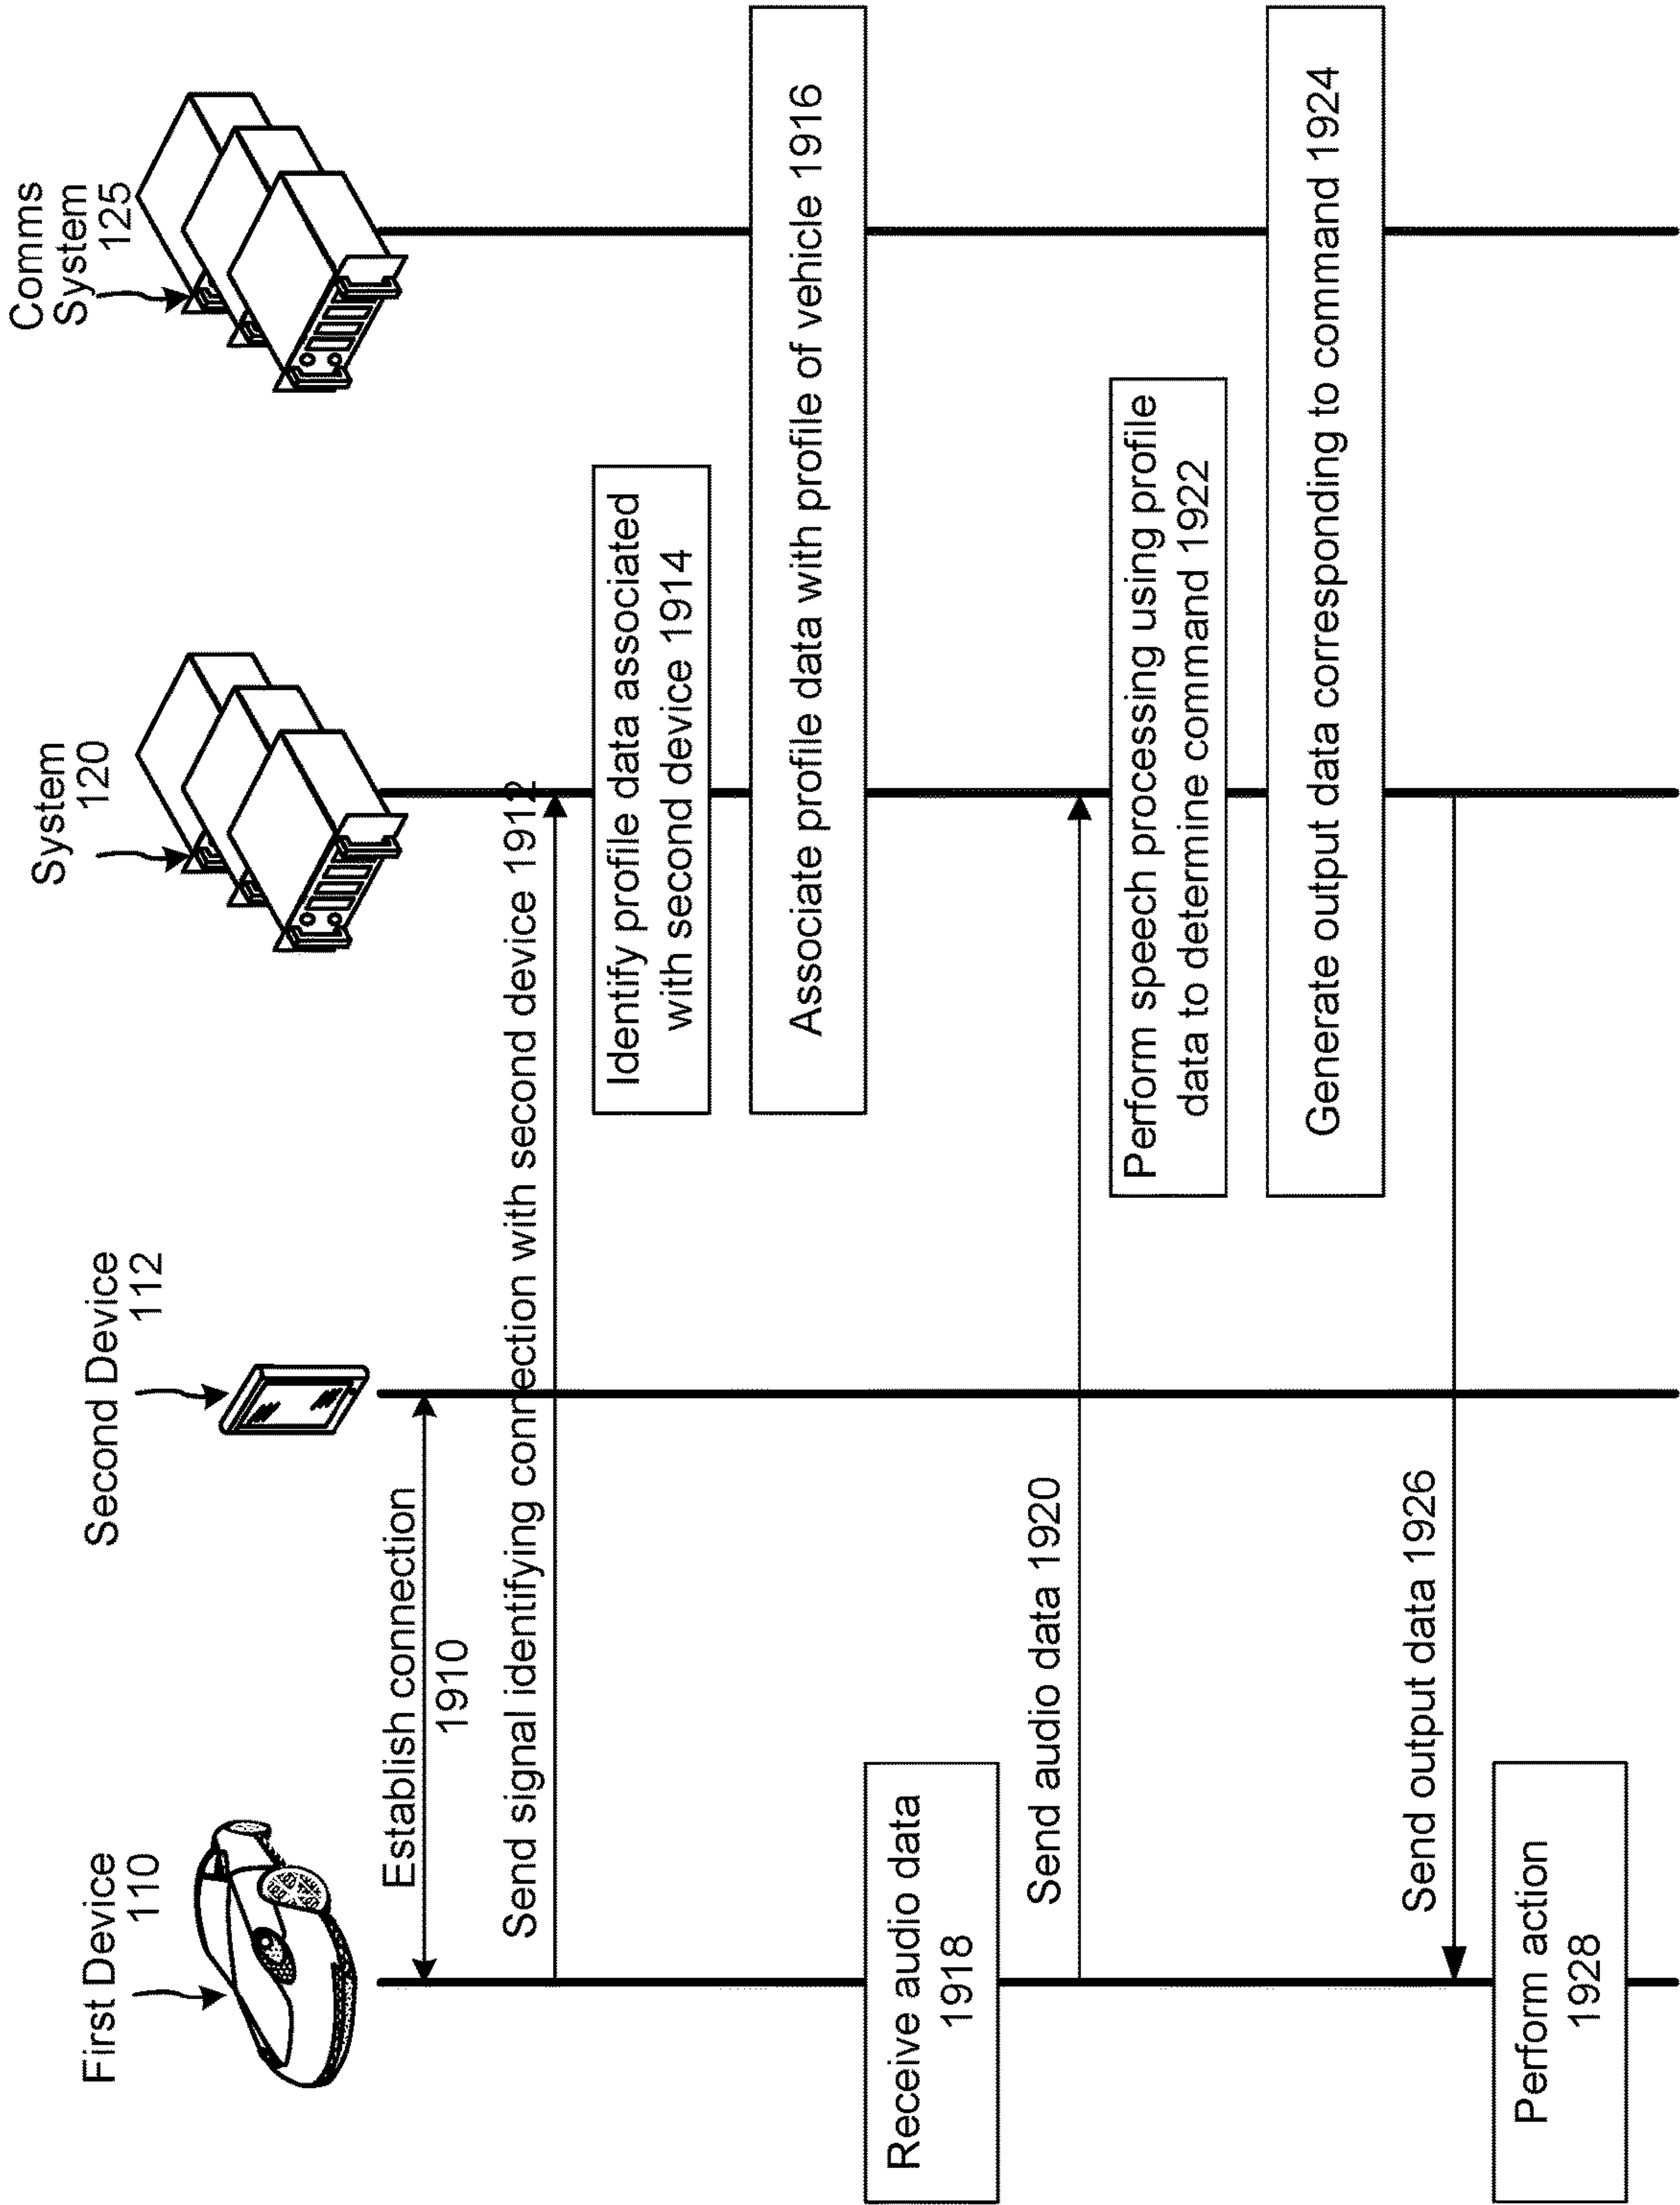 First Device
110
Second Device
112
System
120
Comms
System
125
Establish connection
1910
Send signal identifying connection with second device 1912
Identify profile data associated
with second device 1914
Associate profile data with profile of vehicle 1916
Receive audio data
1918
Send audio data 1920
Perform speech processing using profile
data to determine command 1922
Generate output data corresponding to command 1924
Send output data 1926
Perform action
1928